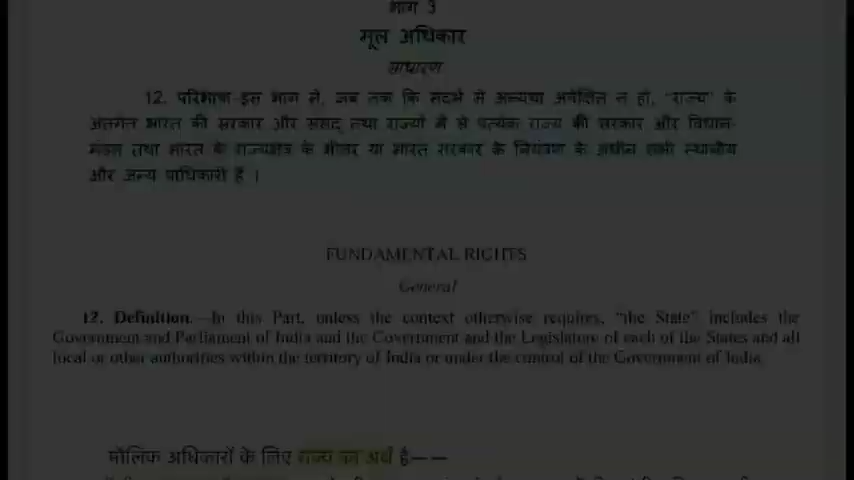 भाग 3
मूल अधिकार
साधारण
12. परिभाषा—इस भाग में, जब तक कि संदर्भ से अन्यथा अपेक्षित न हो, "राज्य" के
अंतर्गत भारत की सरकार और संसद् तथा राज्यों में से प्रत्येक राज्य की सरकार और विधान-
मंडल तथा भारत के राज्यक्षेत्र के भीतर या भारत सरकार के नियंत्रण के अधीन सभी स्थानीय
और अन्य प्राधिकारी हैं ।
FUNDAMENTAL RIGHTS
General
12. Definition.—In this Part, unless the context otherwise requires, "the State" includes the
Government and Parliament of India and the Government and the Legislature of each of the States and all
local or other authorities within the territory of India or under the control of the Government of India.
मौलिक अधिकारों के लिए राज्य का अर्थ है——